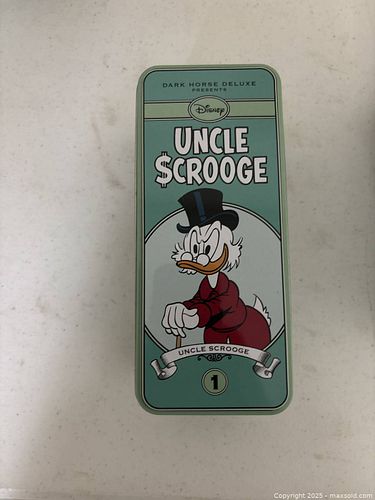 DARK HORSE DELUXE
PRESENTS
Disney
UNCLE
$CROOGE
UNCLE SCROOGE
1
Copyright 2025 - maxsold.com